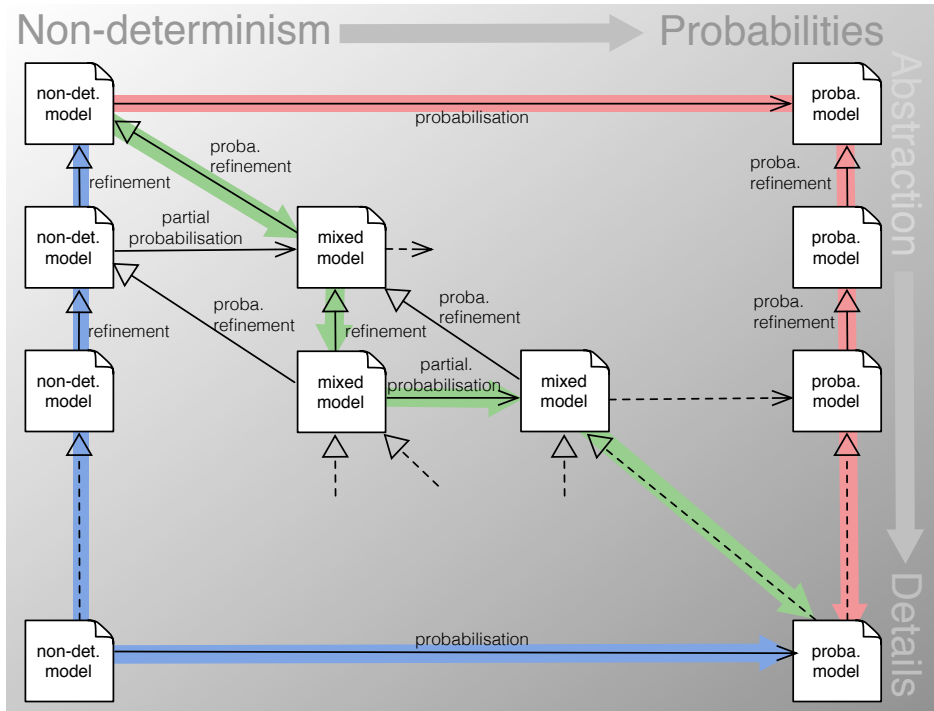 Non-determinism
Probabilities
Abstraction
Details
non-det.
model
probabilisation
proba.
model
refinement
proba.
refinement
proba.
refinement
non-det.
model
partial
probabilisation
mixed
model
proba.
model
refinement
proba.
refinement
refinement
proba.
refinement
proba.
refinement
non-det.
model
mixed
model
partial.
probabilisation
mixed
model
proba.
model
non-det.
model
probabilisation
proba.
model